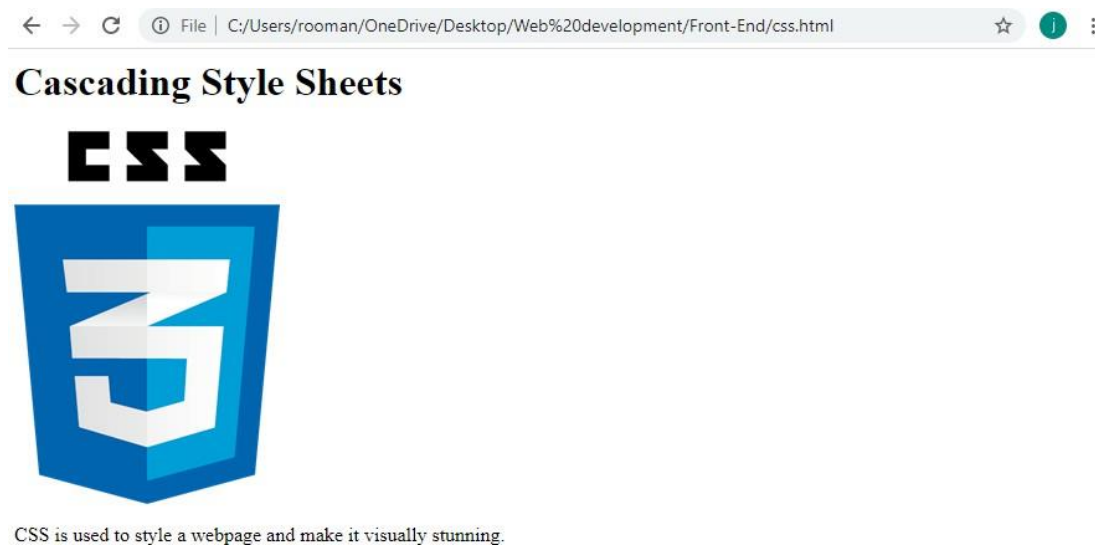 File | C:/Users/rooman/OneDrive/Desktop/Web%20development/Front-End/css.html
j
Cascading Style Sheets
CSS
3
CSS is used to style a webpage and make it visually stunning.